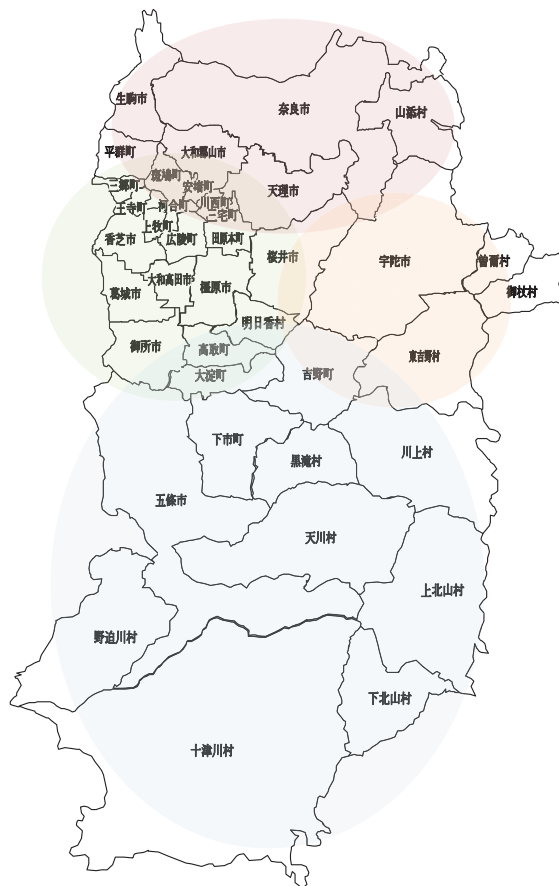 生駒市
奈良市
山添村
平群町
大和郡山市
斑鳩町
安堵町
天理市
三郷町
王寺町
河合町
川西町
三宅町
上牧町
香芝市
広陵町
田原本町
桜井市
宇陀市
曽爾村
御杖村
葛城市
大和高田市
橿原市
明日香村
御所市
高取町
大淀町
吉野町
東吉野村
下市町
黒滝村
川上村
五條市
天川村
上北山村
野迫川村
下北山村
十津川村